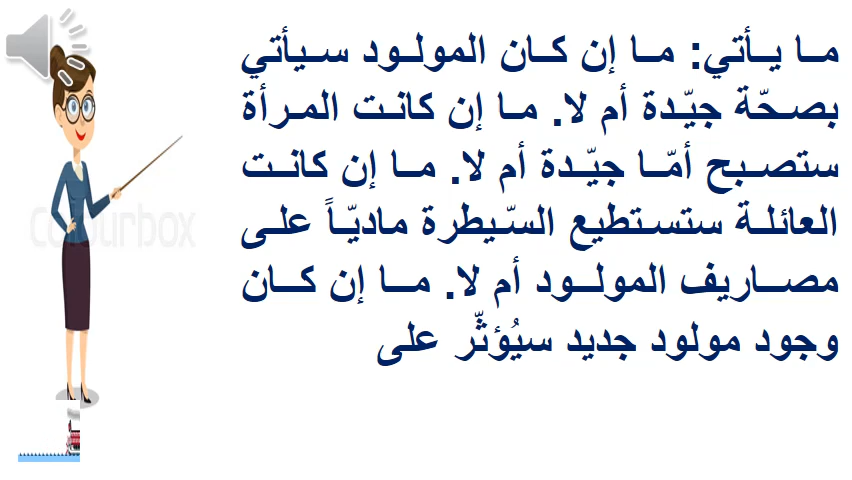 ما يأتي: ما إن كان المولود سيأتي
بصحّة جيّدة أم لا. ما إن كانت المرأة
ستصبح أمّا جيّدة أم لا. ما إن كانت
العائلة ستستطيع السّيطرة ماديّاً على
مصاريف المولود أم لا. ما إن كان
وجود مولود جديد سيُؤثّر على
Colourbox